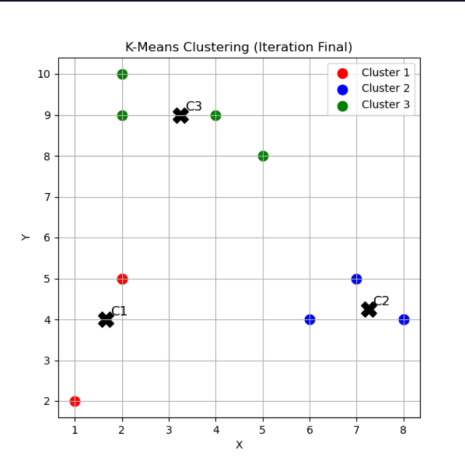 K-Means Clustering (Iteration Final)
Cluster 1
Cluster 2
Cluster 3
10
9
8
7
6
5
4
3
2
Y
C3
C2
C1
1 2 3 4 5 6 7 8
X